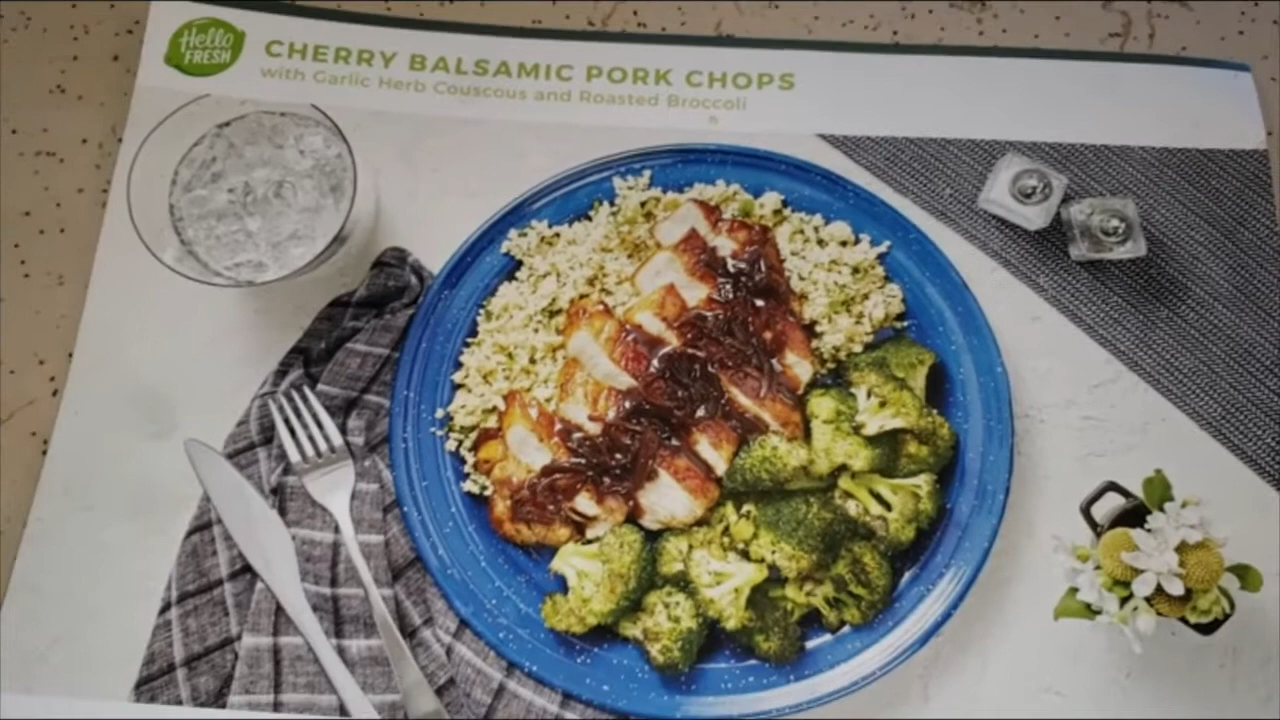 Hello
FRESH
CHERRY BALSAMIC PORK CHOPS
with Garlic Herb Couscous and Roasted Broccoli